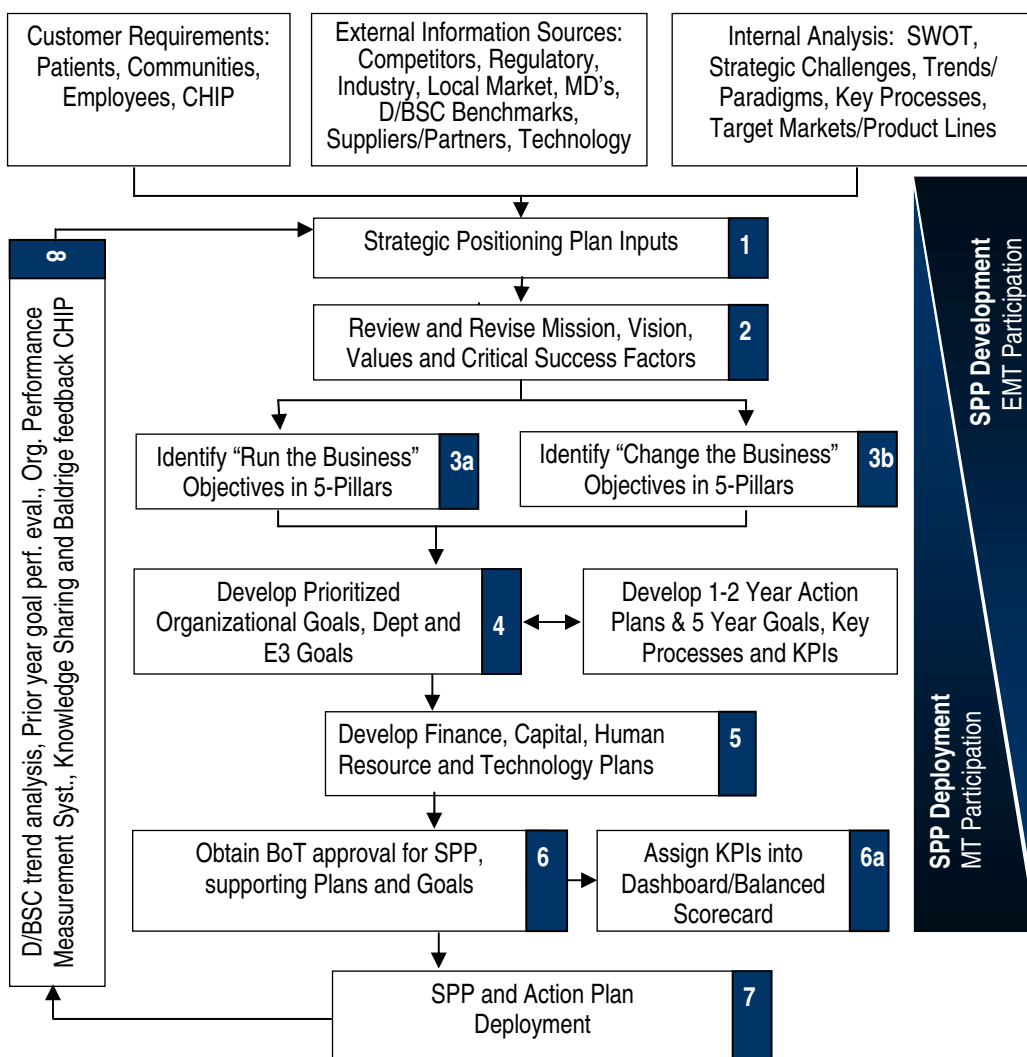 Customer Requirements:
Patients, Communities,
Employees, CHIP
External Information Sources:
Competitors, Regulatory,
Industry, Local Market, MD's,
D/BSC Benchmarks,
Suppliers/Partners, Technology
Internal Analysis: SWOT,
Strategic Challenges, Trends/
Paradigms, Key Processes,
Target Markets/Product Lines
Strategic Positioning Plan Inputs
1
Review and Revise Mission, Vision,
Values and Critical Success Factors
2
Identify “Run the Business”
Objectives in 5-Pillars
3a
Identify “Change the Business”
Objectives in 5-Pillars
3b
Develop Prioritized
Organizational Goals, Dept and
E3 Goals
4
Develop 1-2 Year Action
Plans & 5 Year Goals, Key
Processes and KPIs
Develop Finance, Capital, Human
Resource and Technology Plans
5
Obtain BoT approval for SPP,
supporting Plans and Goals
6
Assign KPIs into
Dashboard/Balanced
Scorecard
6a
SPP and Action Plan
Deployment
7
8
D/BSC trend analysis, Prior year goal perf. eval., Org. Performance
Measurement Syst., Knowledge Sharing and Baldrige feedback CHIP
SPP Development
EMT Participation
SPP Deployment
MT Participation